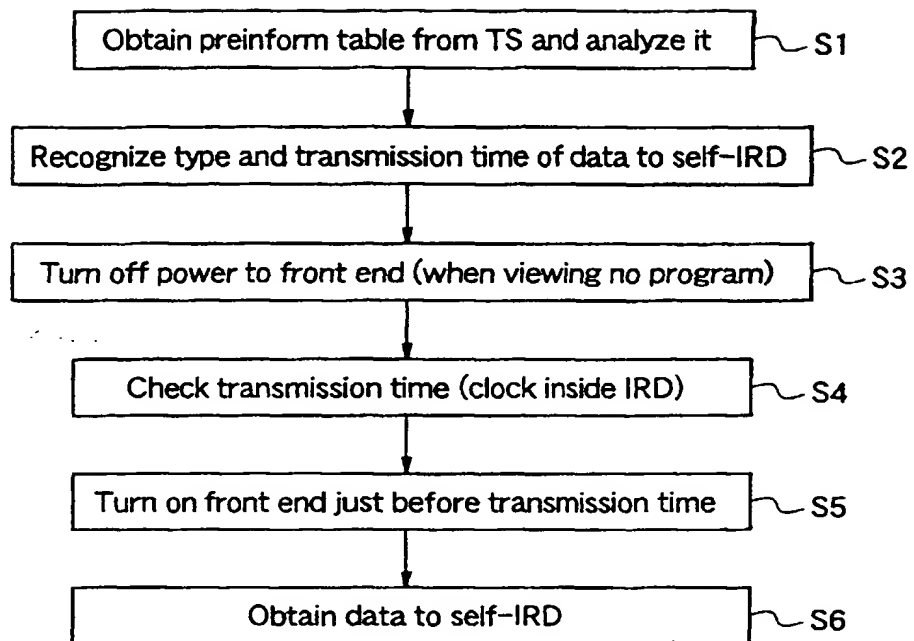 Obtain preinform table from TS and analyze it S1
Recognize type and transmission time of data to self-IRD S2
Turn off power to front end (when viewing no program) S3
Check transmission time (clock inside IRD) S4
Turn on front end just before transmission time S5
Obtain data to self-IRD S6